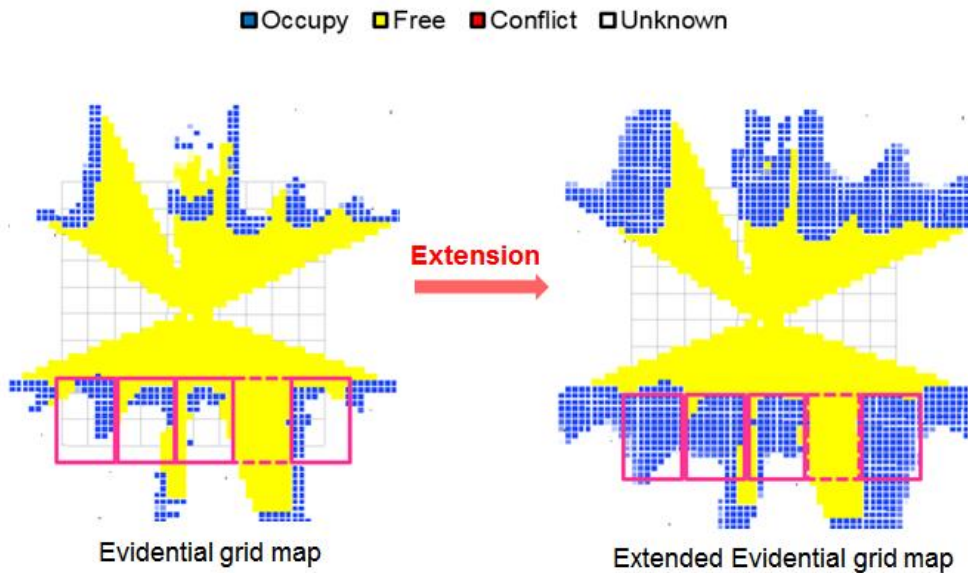 Occupy Free Conflict Unknown
Extension
Evidential grid map
Extended Evidential grid map